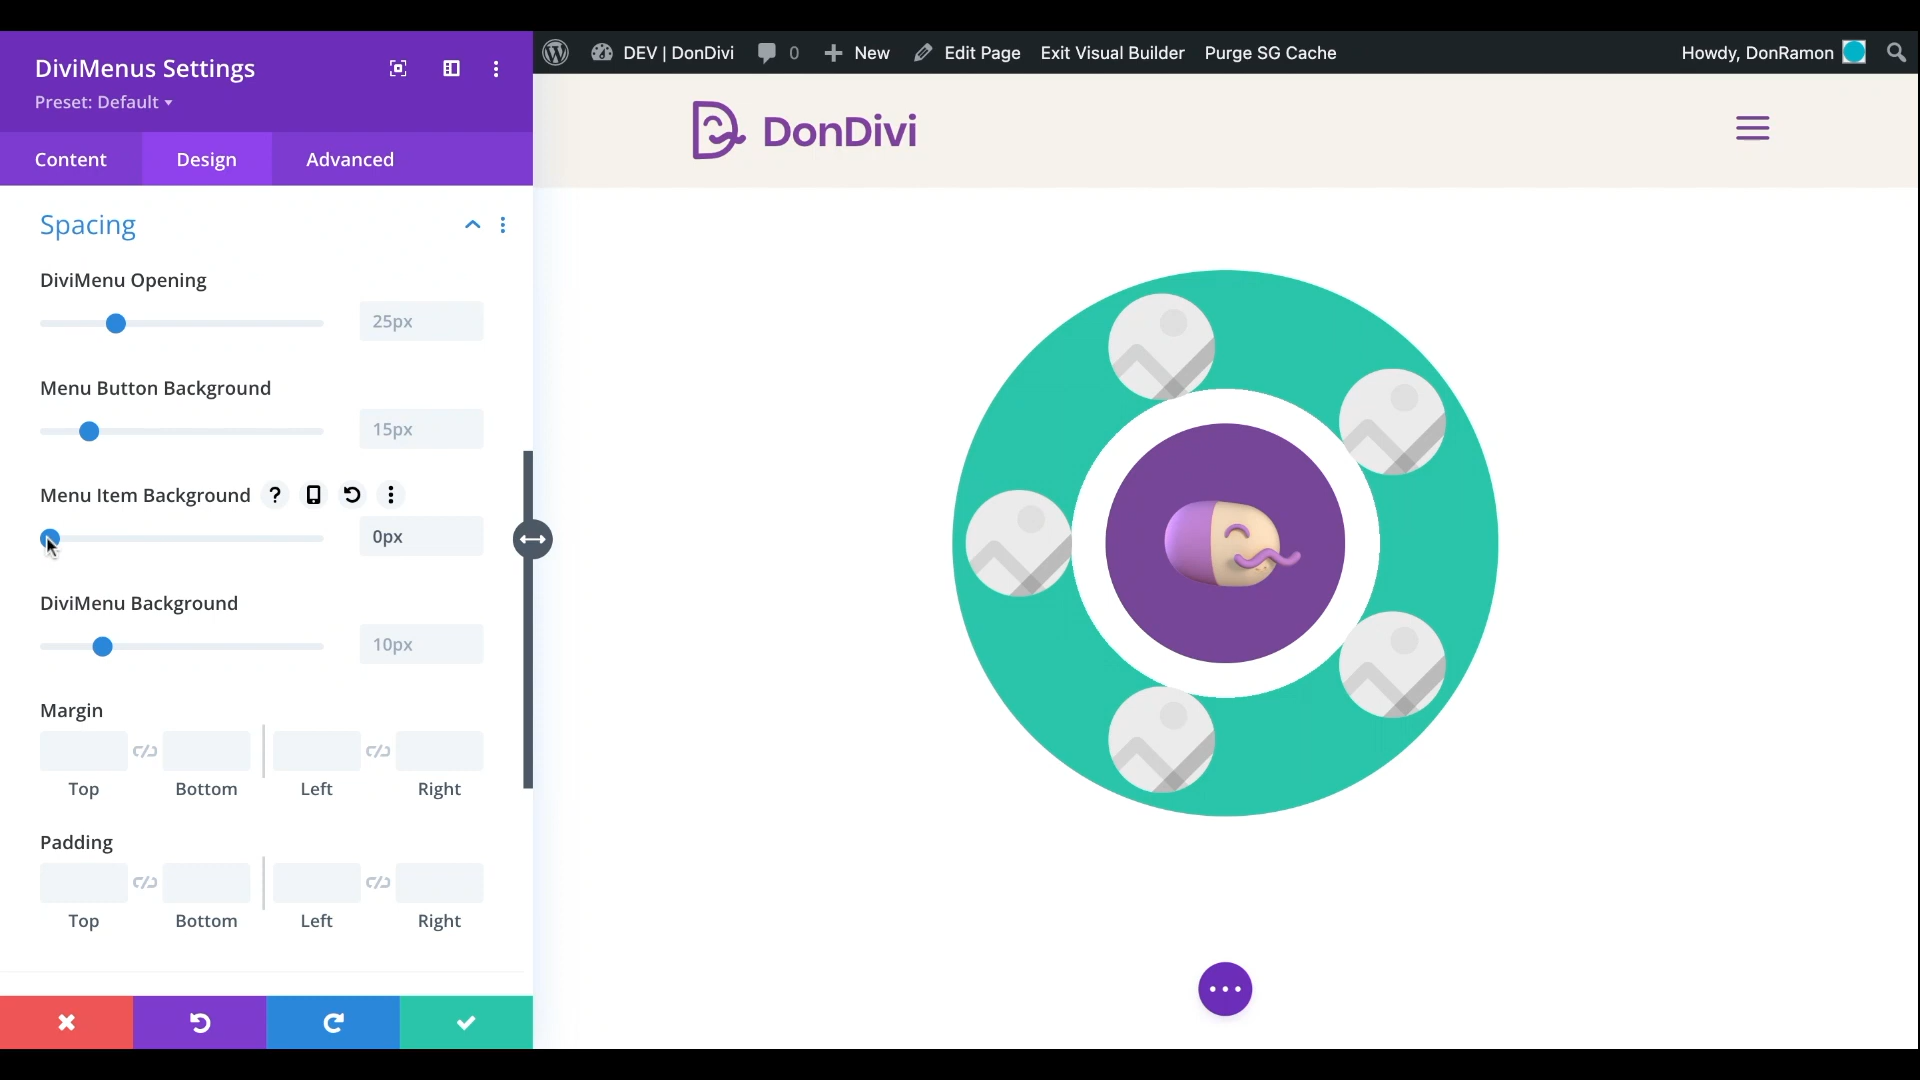 DiviMenus Settings
Preset: Default
Content Design Advanced
DEV | DonDivi 0 New Edit Page Exit Visual Builder Purge SG Cache Howdy, DonRamon
DonDivi
Spacing
DiviMenu Opening
25px
Menu Button Background
15px
Menu Item Background ?
0px
DiviMenu Background
10px
Margin
Top Bottom Left Right
Padding
Top Bottom Left Right